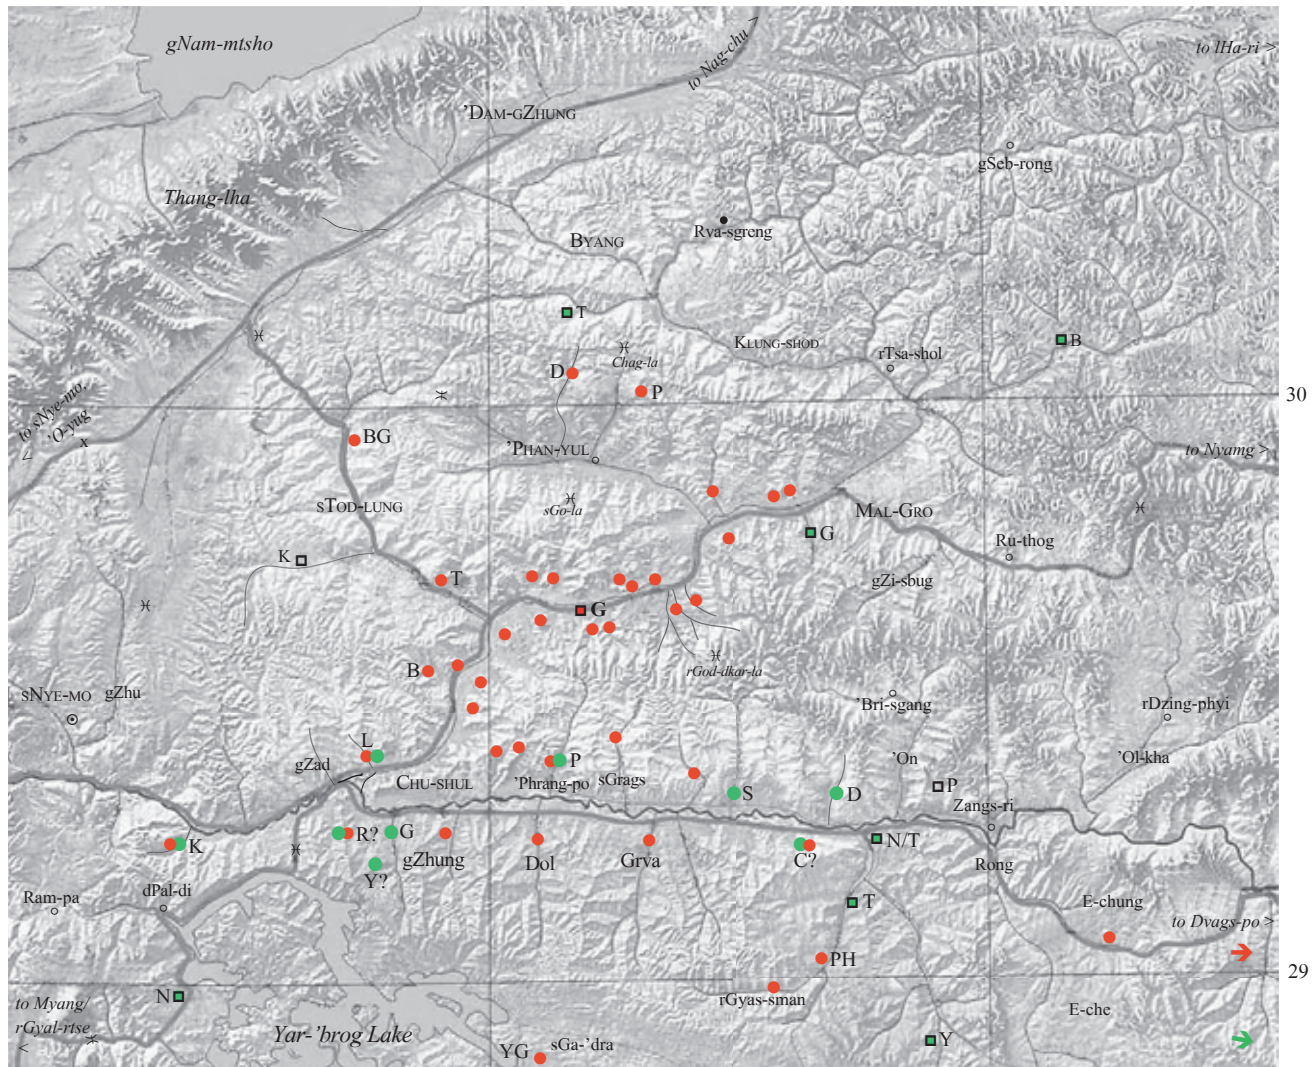 gNam-mtsho
to Nag-chu
to lHa-ri >
’DAM-GZHUNG
gSeb-rong
Thang-lha
Rva-sgreng
BYANG
T
KLUNG-SHOD
B
Chag-la
rTsa-shol
D
P
30
to sNye-mo,
’O-yug
<
x
BG
’PHAN-YUL
to Nyamg >
sTOD-LUNG
sGo-la
MAL-GRO
G
Ru-thog
K
T
gZi-sbug
G
B
rGod-dkar-la
sNYE-MO
gZhu
’Bri-sgang
rDzing-phyi
L
gZad
CHU-SHUL
P
’Phrang-po
sGrags
’On
’Ol-kha
S
D
P
Zangs-ri
K
R?
G
gZhung
Dol
Grva
C?
N/T
Rong
Y?
Ram-pa
dPal-di
T
E-chung
to Dvags-po >
PH
29
N
rGyas-sman
to Myang/
rGyal-rtse
<
E-che
Yar-’brog Lake
YG
sGa-’dra
Y